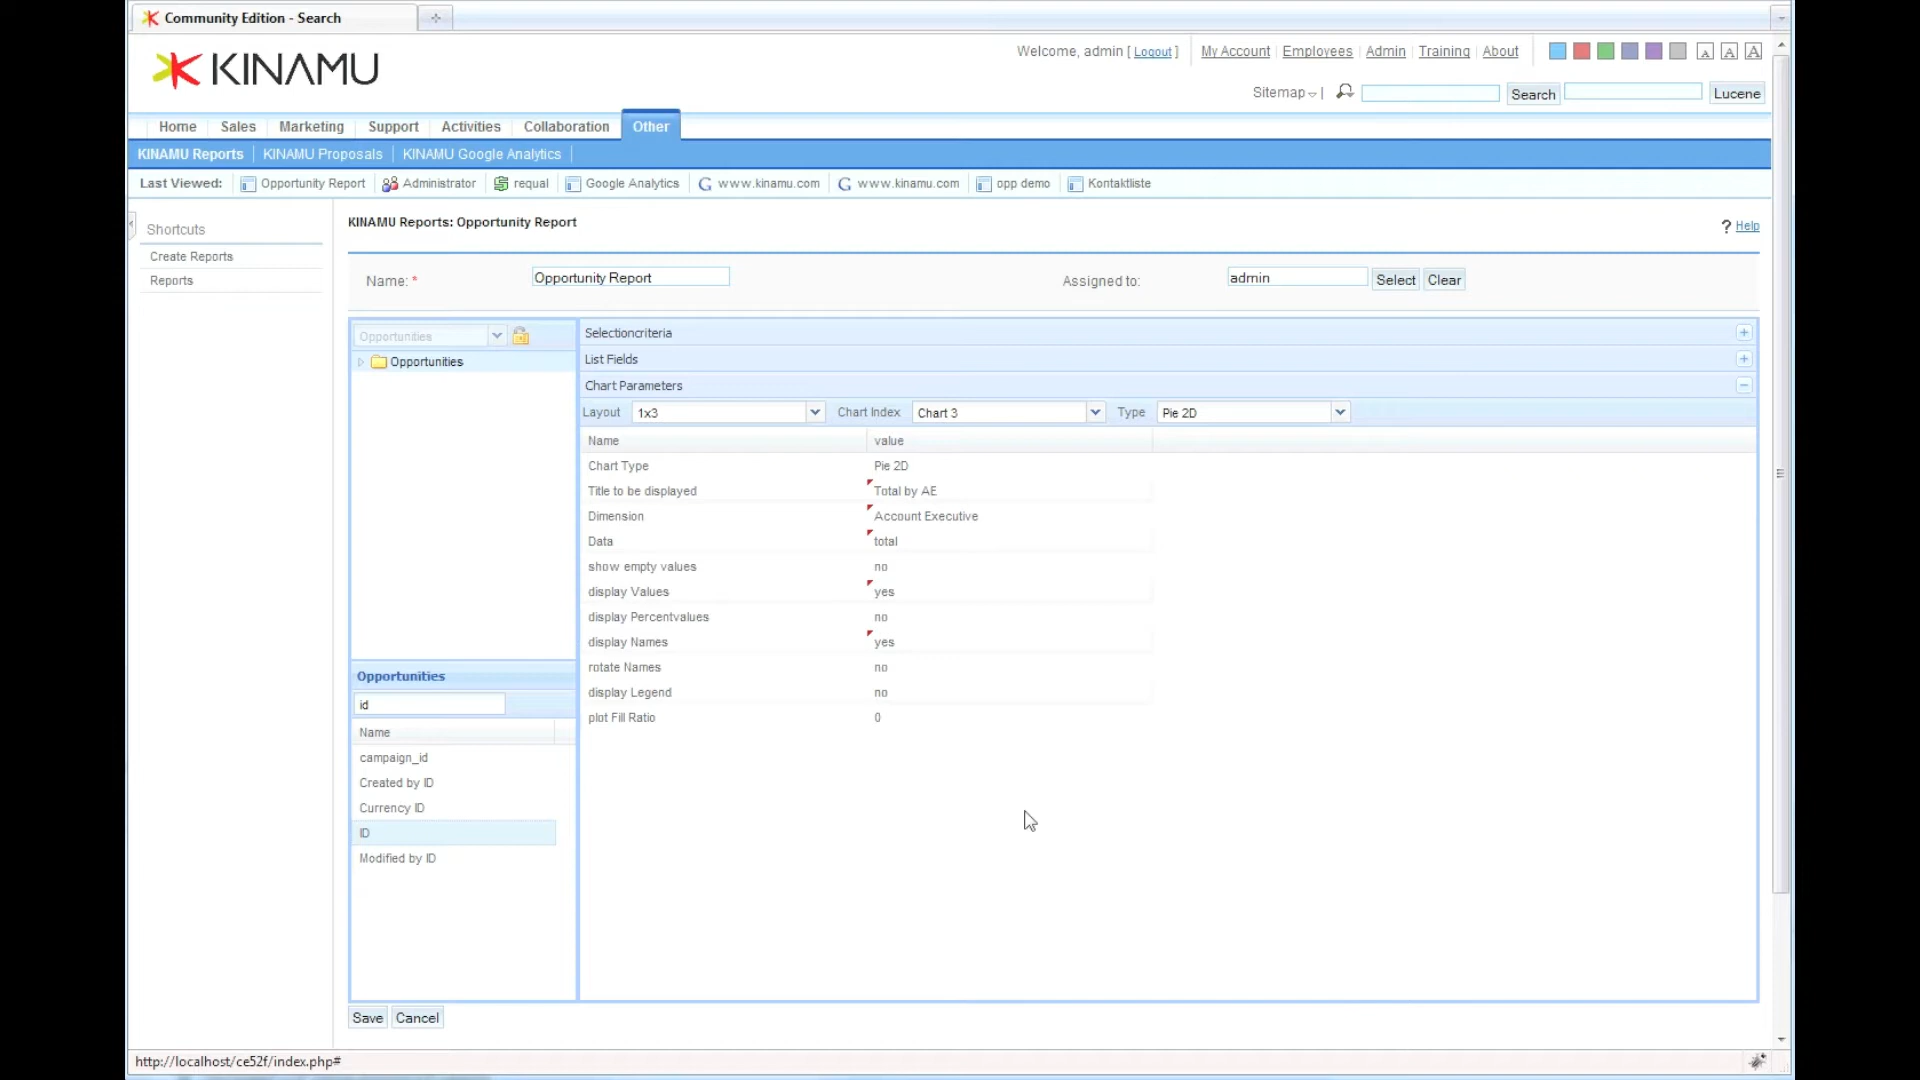 Community Edition - Search
KINAMU
Welcome, admin [ Logout ] My Account Employees Admin Training About A A A
Sitemap Search Lucene
Home Sales Marketing Support Activities Collaboration Other
KINAMU Reports KINAMU Proposals KINAMU Google Analytics
Last Viewed: Opportunity Report Administrator requal Google Analytics www.kinamu.com www.kinamu.com opp demo Kontaktliste
Shortcuts
Create Reports
Reports
KINAMU Reports: Opportunity Report
? Help
Name: * Opportunity Report Assigned to: admin Select Clear
Opportunities
Opportunities
Selectioncriteria
List Fields
Chart Parameters
Layout 1x3 Chart Index Chart 3 Type Pie 2D
Name value
Chart Type Pie 2D
Title to be displayed Total by AE
Dimension Account Executive
Data total
show empty values no
display Values yes
display Percentvalues no
display Names yes
rotate Names no
display Legend no
plot Fill Ratio 0
Opportunities
id
Name
campaign_id
Created by ID
Currency ID
ID
Modified by ID
Save Cancel
http://localhost/ce52f/index.php#